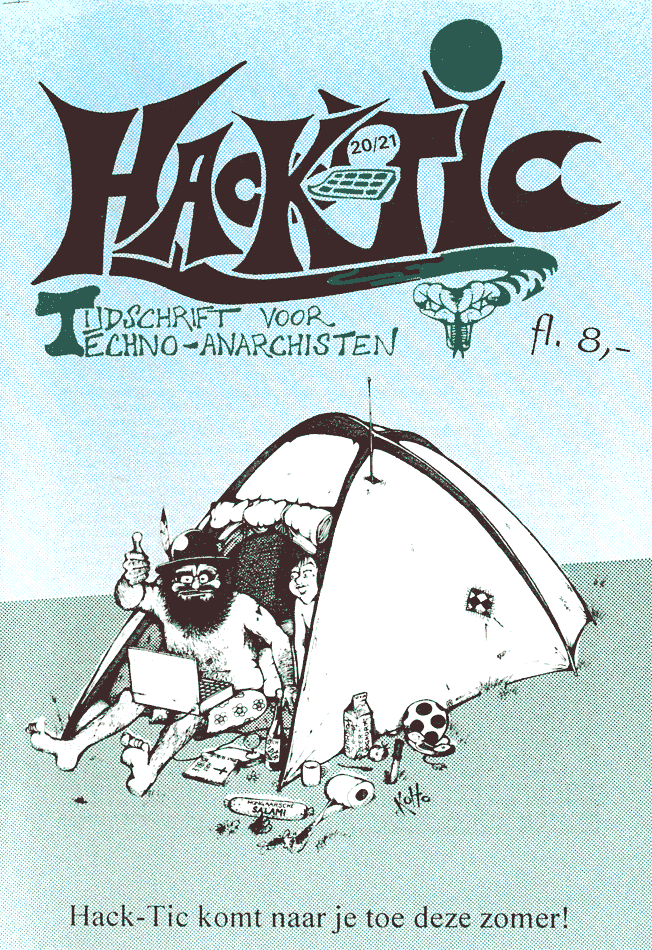 HACK-TIC
20/21
TIJDSCHRIFT VOOR
TECHNO-ANARCHISTEN
fl. 8,-
SALAMI
Hack-Tic komt naar je toe deze zomer!